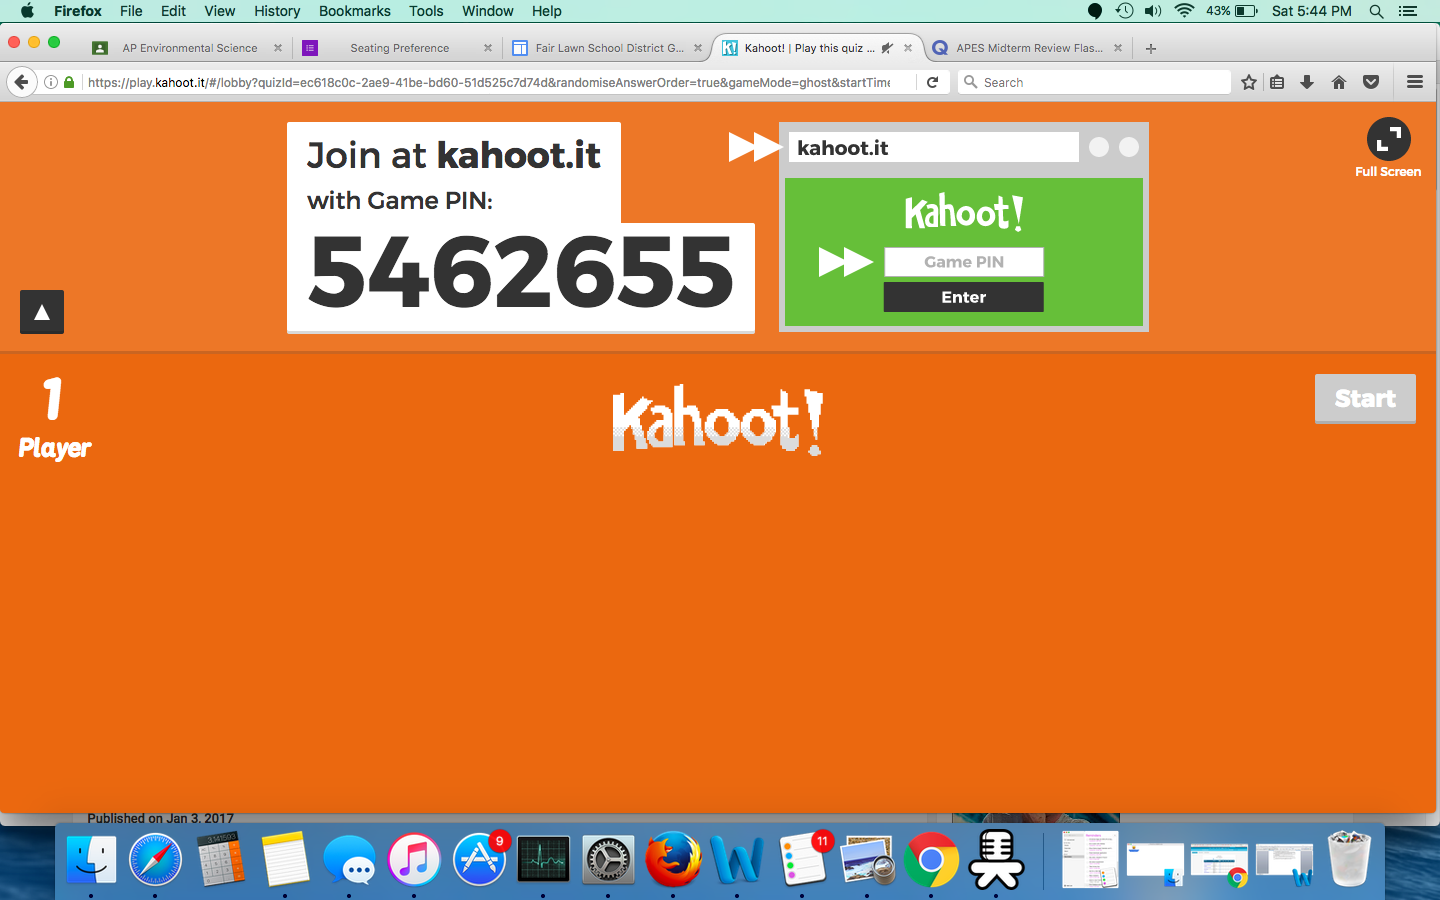 Firefox File Edit View History Bookmarks Tools Window Help 43% Sat 5:44 PM
AP Environmental Science Seating Preference Fair Lawn School District G... Kahoot! | Play this quiz ... APES Midterm Review Flas...
https://play.kahoot.it/#/lobby?quizId=ec618c0c-2ae9-41be-bd60-51d525c7d74d&randomiseAnswerOrder=true&gameMode=ghost&startTime
Search
Join at kahoot.it
with Game PIN:
5462655
kahoot.it
Kahoot!
Game PIN
Enter
Full Screen
1
Player
Kahoot!
Start
Published on Jan 3, 2017
9
11